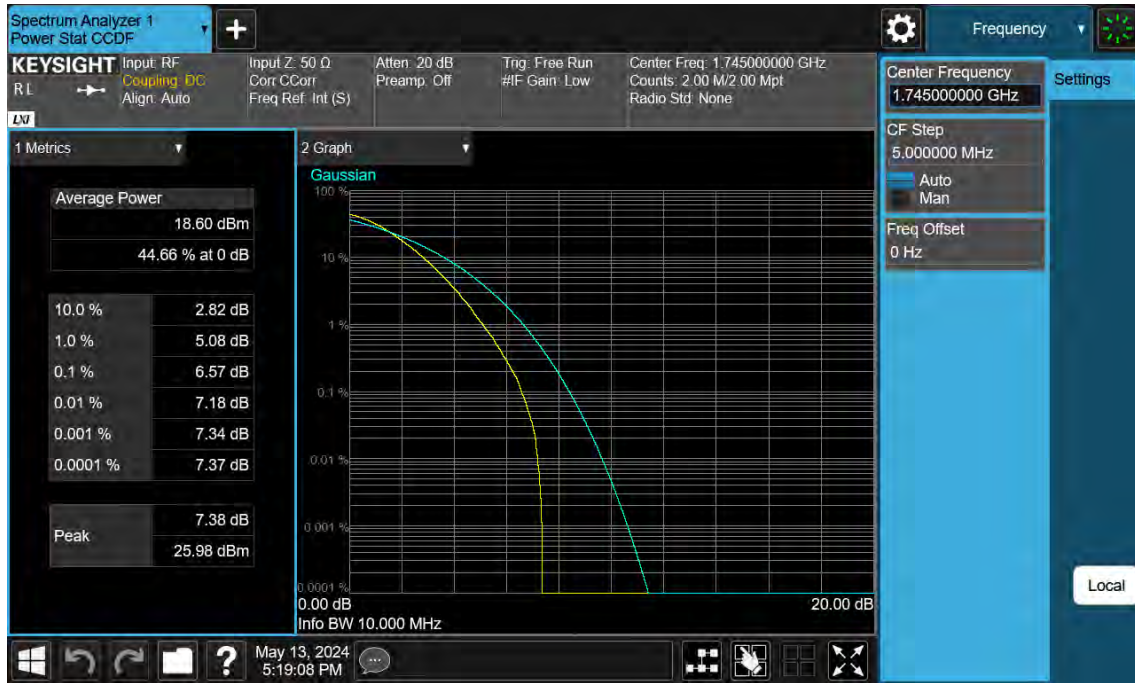 Spectrum Analyzer 1
Power Stat CCDF
Frequency
KEYSIGHT
RL
LXI
Input: RF
Coupling: DC
Align: Auto
Input Z: 50 Ω
Corr CCorr
Freq Ref: Int (S)
Atten: 20 dB
Preamp: Off
Trig: Free Run
#IF Gain: Low
Center Freq: 1.745000000 GHz
Counts: 2.00 M/2.00 Mpt
Radio Std: None
Center Frequency
1.745000000 GHz
Settings
CF Step
5.000000 MHz
Auto
Man
Freq Offset
0 Hz
1 Metrics
Average Power
18.60 dBm
44.66 % at 0 dB
10.0 % 2.82 dB
1.0 % 5.08 dB
0.1 % 6.57 dB
0.01 % 7.18 dB
0.001 % 7.34 dB
0.0001 % 7.37 dB
Peak
7.38 dB
25.98 dBm
2 Graph
Gaussian
100 %
10 %
1 %
0.1 %
0.01 %
0.001 %
0.0001 %
0.00 dB 20.00 dB
Info BW 10.000 MHz
Local
?
May 13, 2024
5:19:08 PM